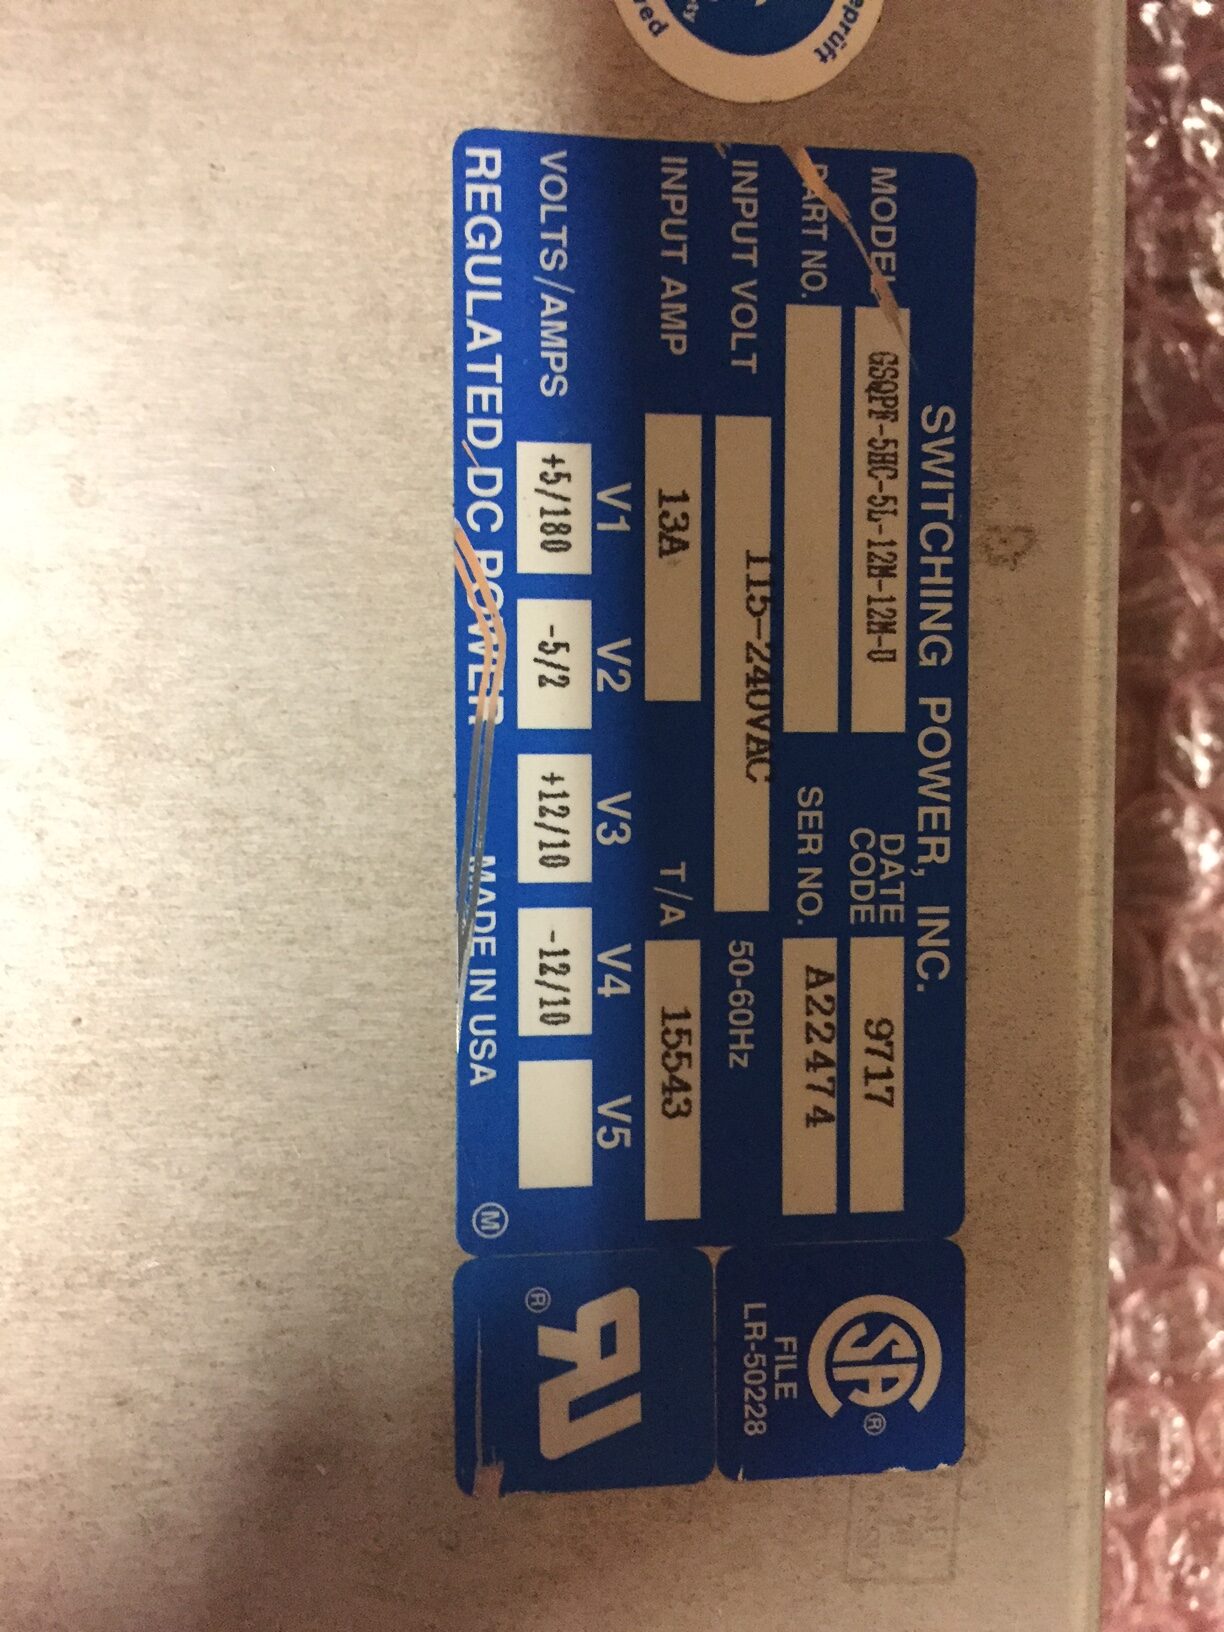 SWITCHING POWER, INC.
MODEL GSQPF-5HC-5L-12M-12M-U DATE CODE 9717
PART NO. SER NO. A22474
INPUT VOLT 115-240VAC 50-60Hz
INPUT AMP 13A T/A 15543
V1 V2 V3 V4 V5
VOLTS/AMPS +5/180 -5/2 +12/10 -12/10
REGULATED DC POWER MADE IN USA Ⓜ
SA ®
FILE
LR-50228
RU ®